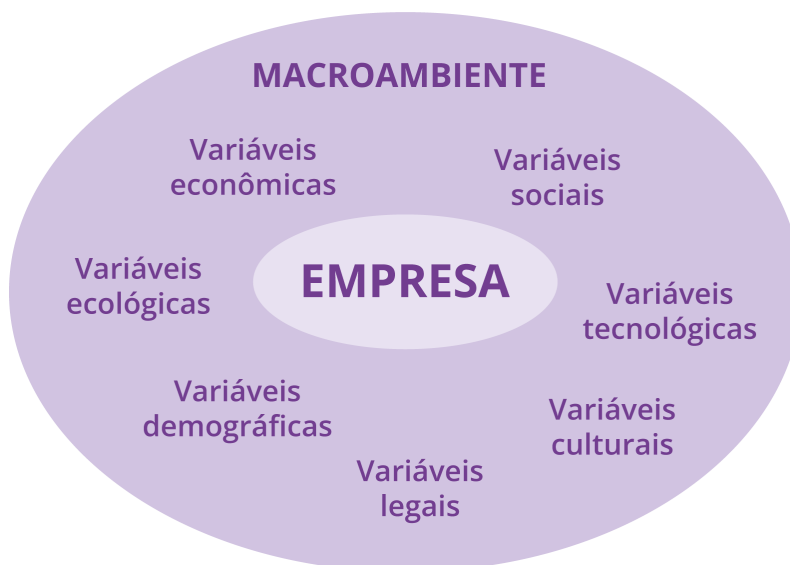 MACROAMBIENTE
Variáveis
econômicas
Variáveis
sociais
Variáveis
ecológicas
EMPRESA
Variáveis
tecnológicas
Variáveis
demográficas
Variáveis
culturais
Variáveis
legais